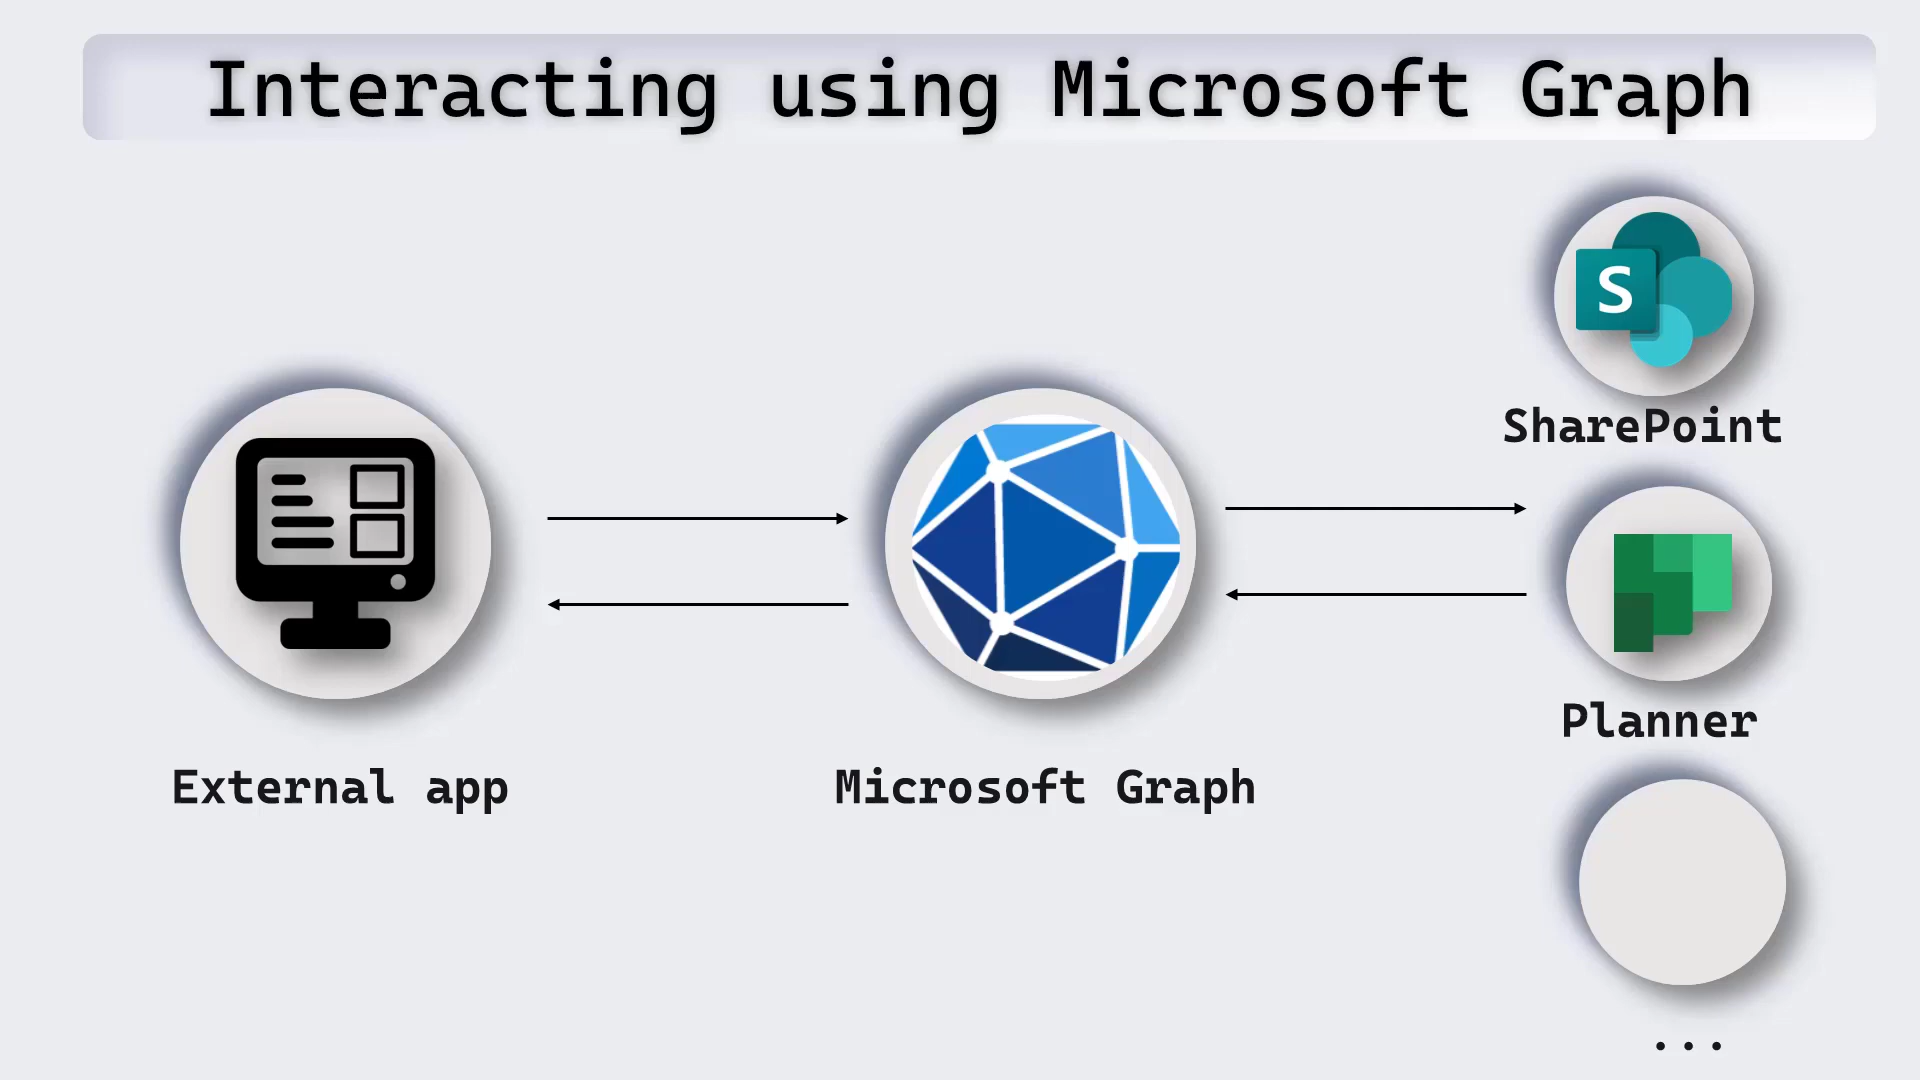 Interacting using Microsoft Graph
S
SharePoint
Planner
External app
Microsoft Graph
...